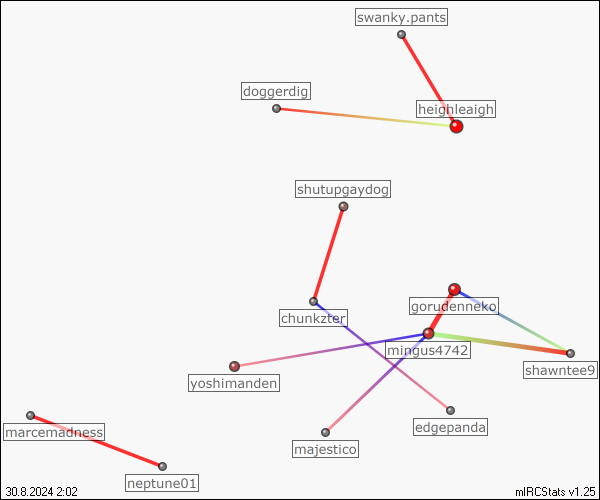 swanky.pants
doggerdig
heighleaigh
shutupgaydog
gorudenneko
chunkzter
mingus4742
shawntee9
yoshimanden
edgepanda
marcemadness
majestico
neptune01
30.8.2024 2:02
mIRCStats v1.25